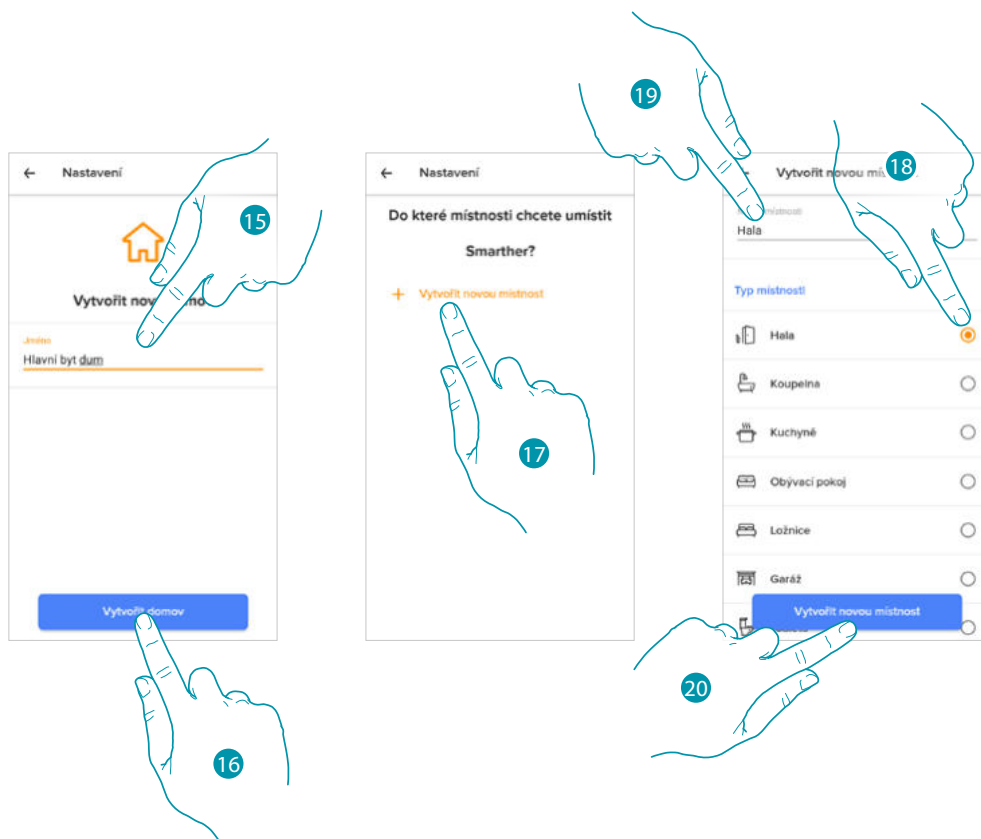 19
18
← Nastavení
15
Vytvořit nov
Jméno
Hlavní byt dum
Vytvořit domov
16
← Nastavení
Do které místnosti chcete umístit
Smarther?
+ Vytvořit novou místnost
17
Vytvořit novou
místnosti
Hala
Typ místnosti
Hala
Koupelna
Kuchyně
Obývací pokoj
Ložnice
Garáž
Vytvořit novou místnost
20